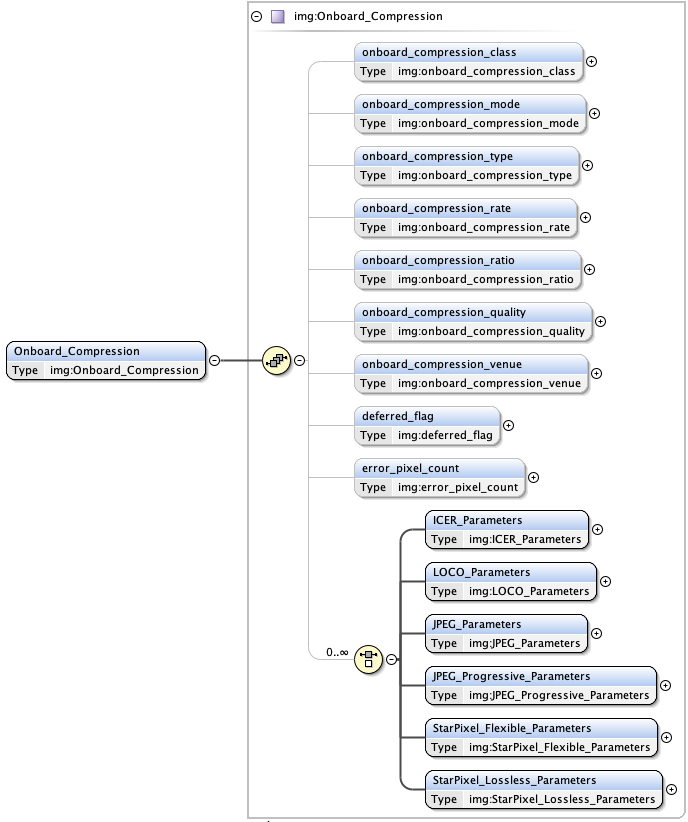 img:Onboard_Compression
onboard_compression_class
Type img:onboard_compression_class
onboard_compression_mode
Type img:onboard_compression_mode
onboard_compression_type
Type img:onboard_compression_type
onboard_compression_rate
Type img:onboard_compression_rate
onboard_compression_ratio
Type img:onboard_compression_ratio
onboard_compression_quality
Type img:onboard_compression_quality
Onboard_Compression
Type img:Onboard_Compression
onboard_compression_venue
Type img:onboard_compression_venue
deferred_flag
Type img:deferred_flag
error_pixel_count
Type img:error_pixel_count
ICER_Parameters
Type img:ICER_Parameters
LOCO_Parameters
Type img:LOCO_Parameters
JPEG_Parameters
Type img:JPEG_Parameters
0..∞
JPEG_Progressive_Parameters
Type img:JPEG_Progressive_Parameters
StarPixel_Flexible_Parameters
Type img:StarPixel_Flexible_Parameters
StarPixel_Lossless_Parameters
Type img:StarPixel_Lossless_Parameters